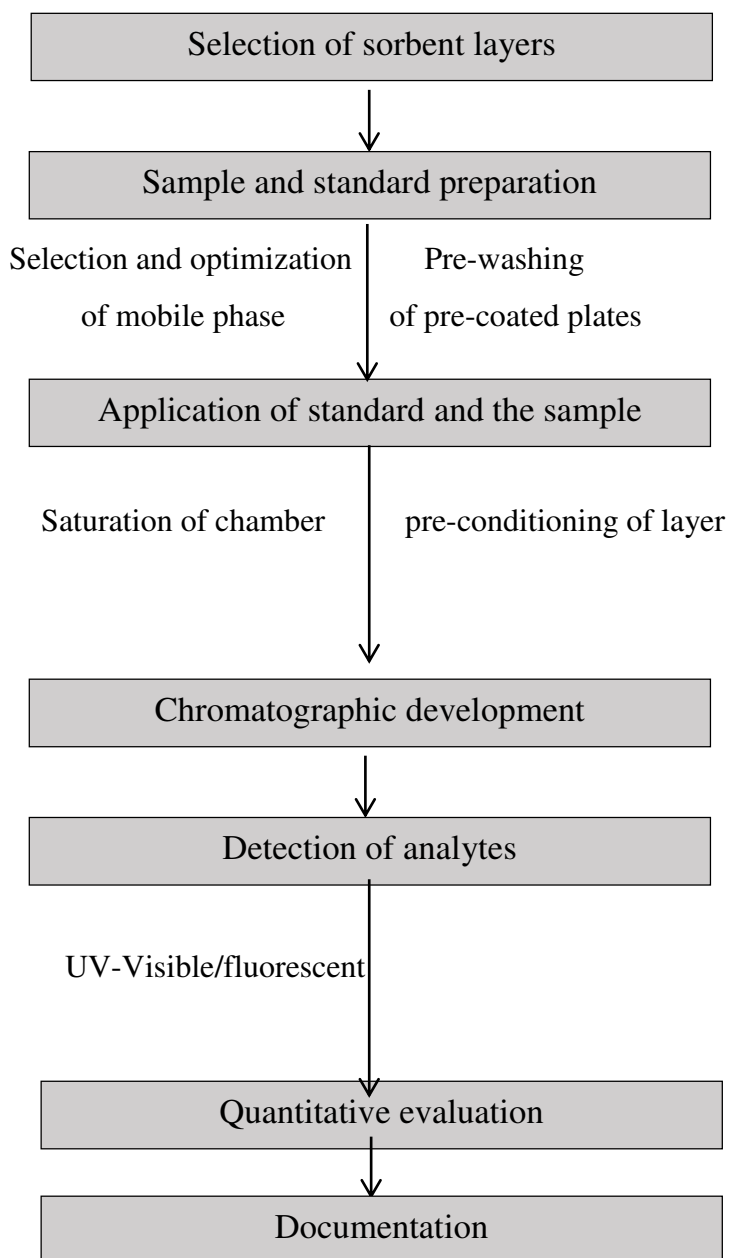 Selection of sorbent layers
Sample and standard preparation
Selection and optimization
of mobile phase
Pre-washing
of pre-coated plates
Application of standard and the sample
Saturation of chamber
pre-conditioning of layer
Chromatographic development
Detection of analytes
UV-Visible/fluorescent
Quantitative evaluation
Documentation